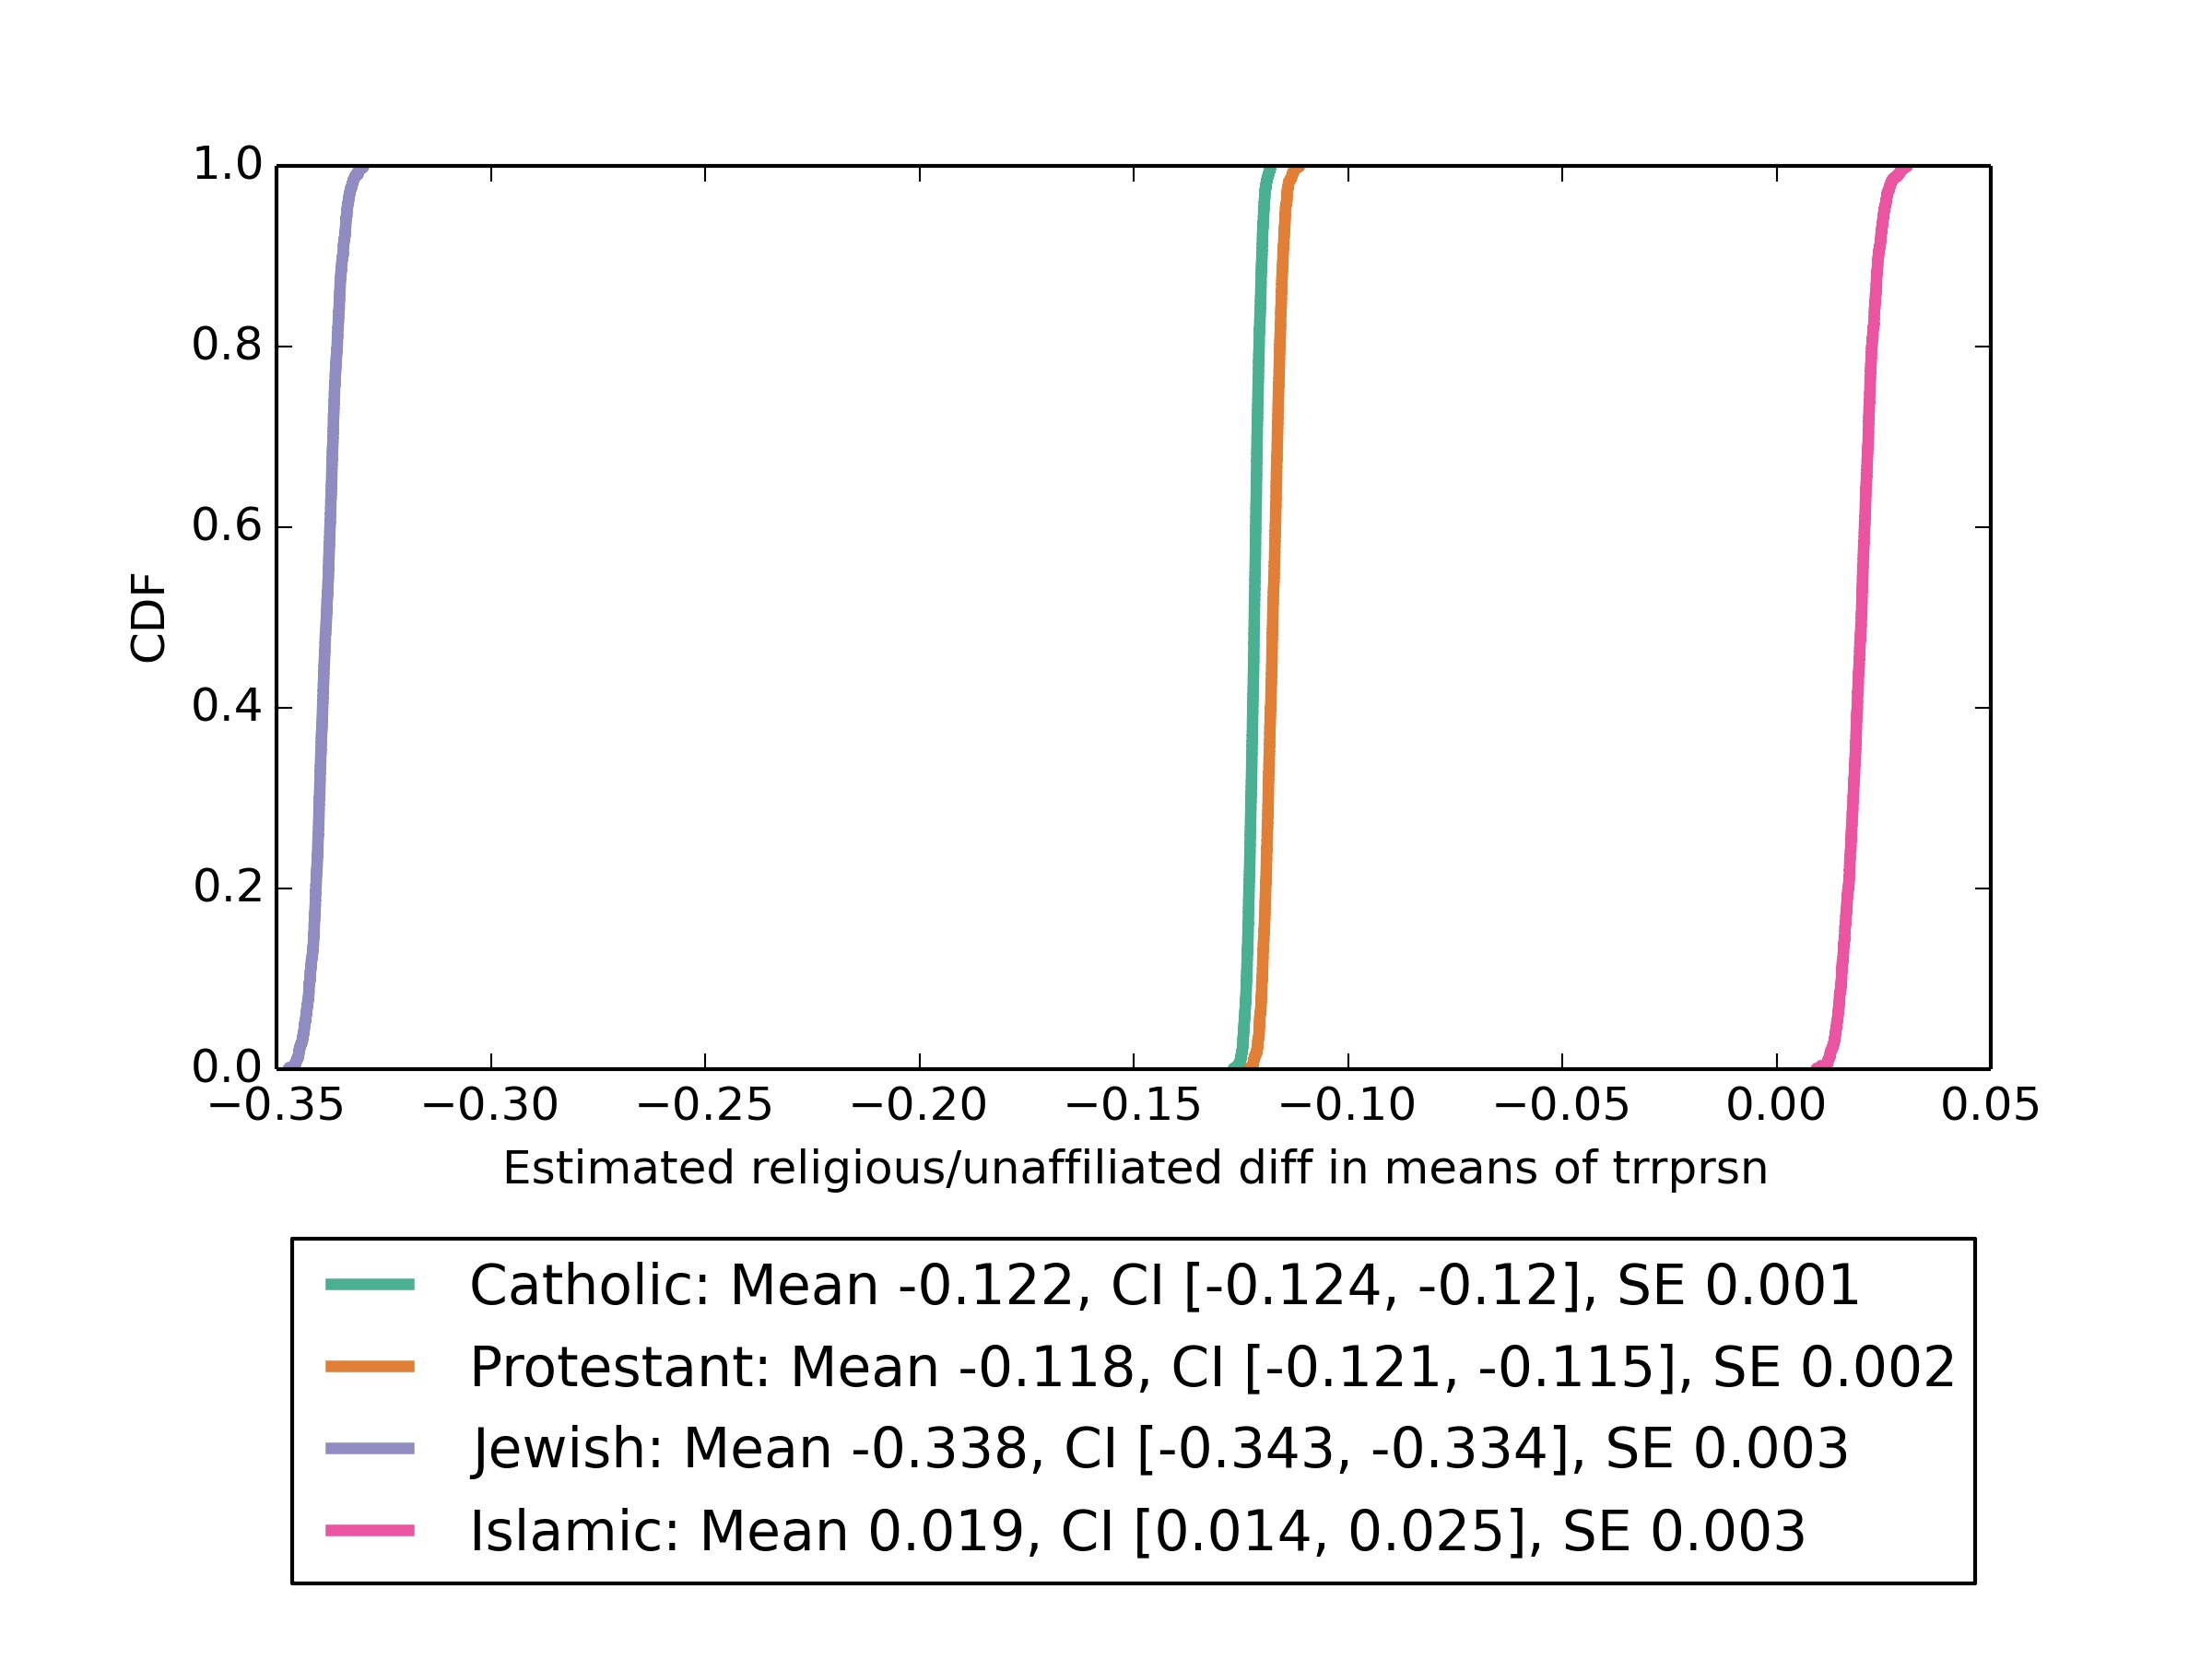 1.0
0.8
0.6
0.4
0.2
0.0
CDF
−0.35 −0.30 −0.25 −0.20 −0.15 −0.10 −0.05 0.00 0.05
Estimated religious/unaffiliated diff in means of trrprsn
Catholic: Mean -0.122, CI [-0.124, -0.12], SE 0.001
Protestant: Mean -0.118, CI [-0.121, -0.115], SE 0.002
Jewish: Mean -0.338, CI [-0.343, -0.334], SE 0.003
Islamic: Mean 0.019, CI [0.014, 0.025], SE 0.003